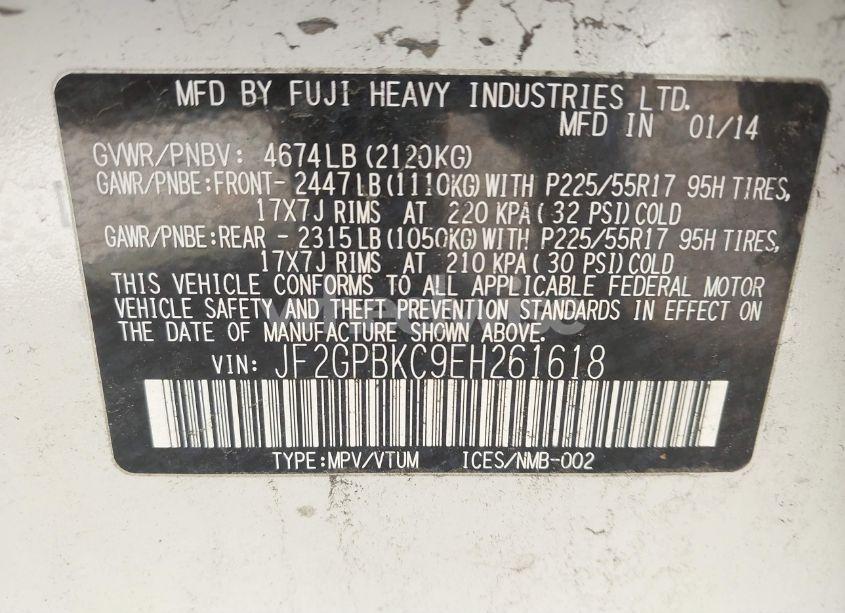 MFD BY FUJI HEAVY INDUSTRIES LTD.
MFD IN 01/14
GVWR/PNBV: 4674LB(2120KG)
GAWR/PNBE:FRONT- 2447LB(1110KG)WITH P225/55R17 95H TIRES,
17X7J RIMS AT 220 KPA(32 PSI)COLD
GAWR/PNBE:REAR - 2315LB(1050KG)WITH P225/55R17 95H TIRES,
17X7J RIMS AT 210 KPA(30 PSI)COLD
THIS VEHICLE CONFORMS TO ALL APPLICABLE FEDERAL MOTOR
VEHICLE SAFETY AND THEFT PREVENTION STANDARDS IN EFFECT ON
THE DATE OF MANUFACTURE SHOWN ABOVE.
VIN: JF2GPBKC9EH261618
TYPE:MPV/VTUM ICES/NMB-002